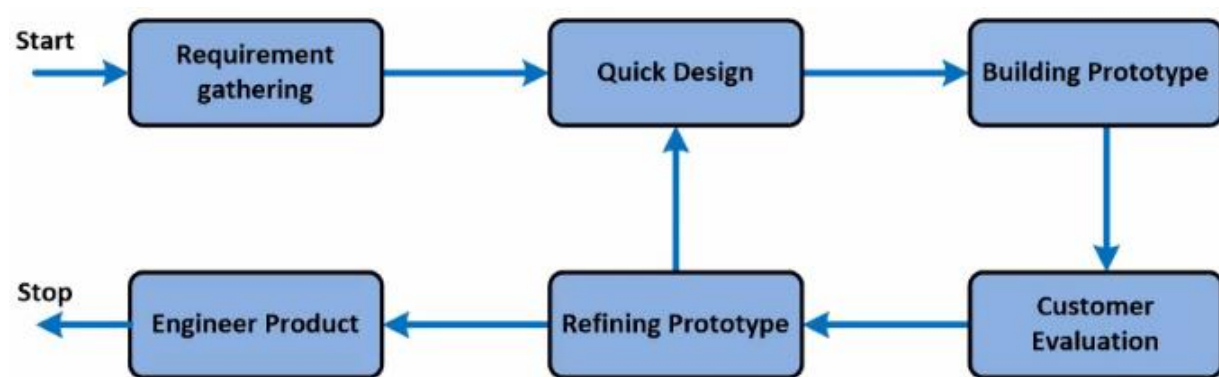 Start
Requirement
gathering
Quick Design
Building Prototype
Stop
Engineer Product
Refining Prototype
Customer
Evaluation